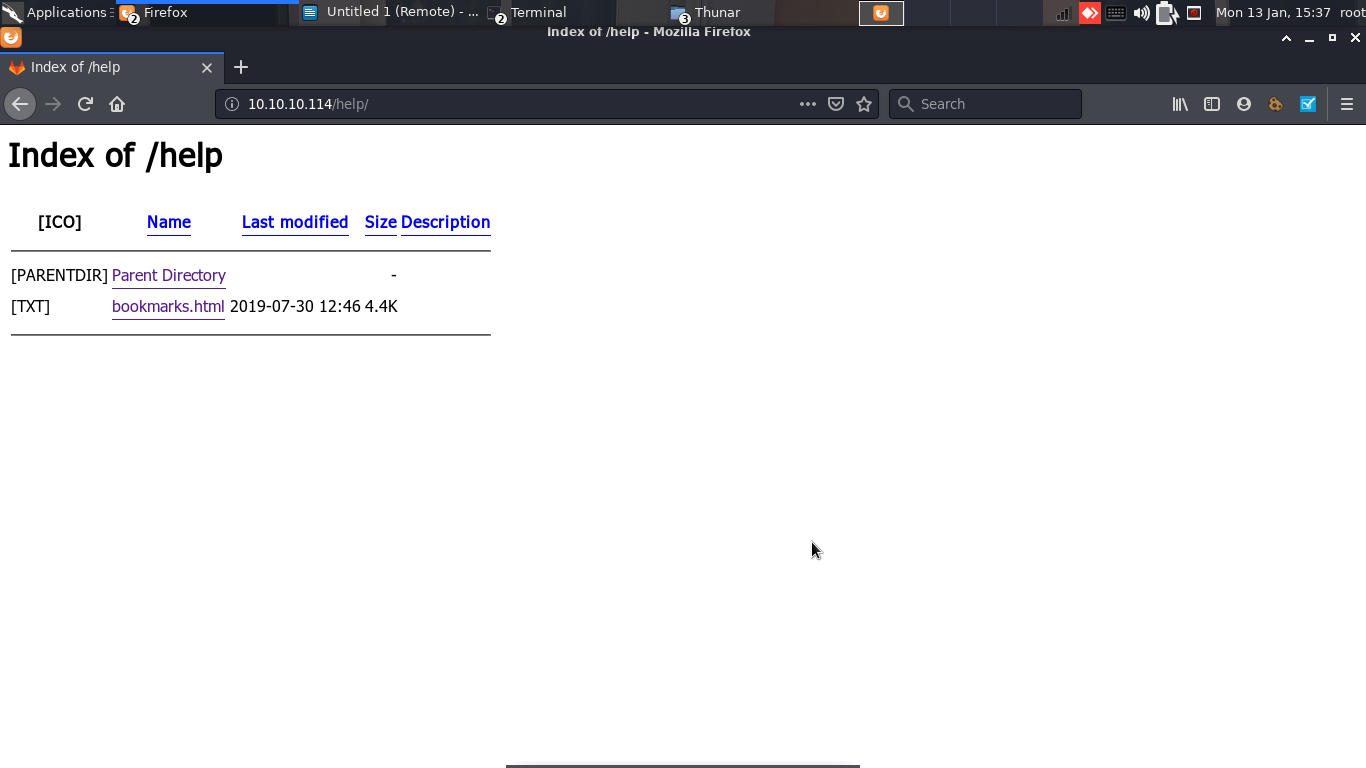 Applications Firefox Untitled 1 (Remote) - ... Terminal Thunar Mon 13 Jan, 15:37 root
2 2 3
Index of /help - Mozilla Firefox
Index of /help
10.10.10.114/help/ Search
Index of /help
[ICO] Name Last modified Size Description
[PARENTDIR] Parent Directory -
[TXT] bookmarks.html 2019-07-30 12:46 4.4K